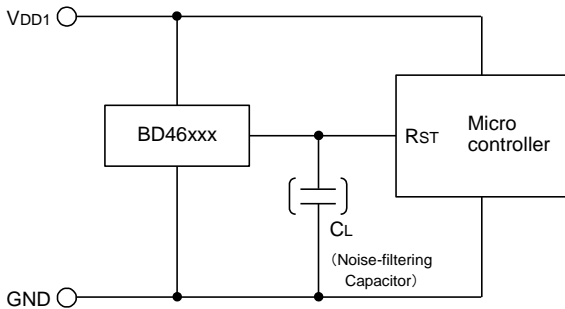 VDD1
BD46xxx
RST
Micro
controller
CL
（Noise-filtering
Capacitor）
GND